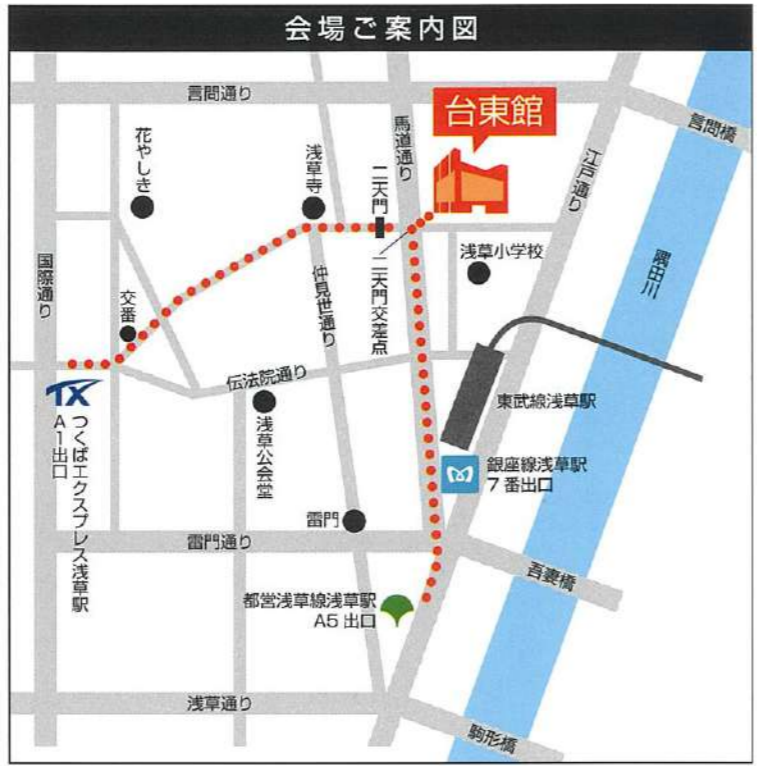 会場ご案内図
言問通り
言問橋
台東館
馬道通り
江戸通り
花やしき
浅草寺
二天門
二天門交差点
浅草小学校
隅田川
国際通り
交番
仲見世通り
伝法院通り
TX
つくばエクスプレス浅草駅
A1出口
浅草公会堂
東武線浅草駅
銀座線浅草駅
7番出口
雷門
雷門通り
吾妻橋
都営浅草線浅草駅
A5出口
浅草通り
駒形橋